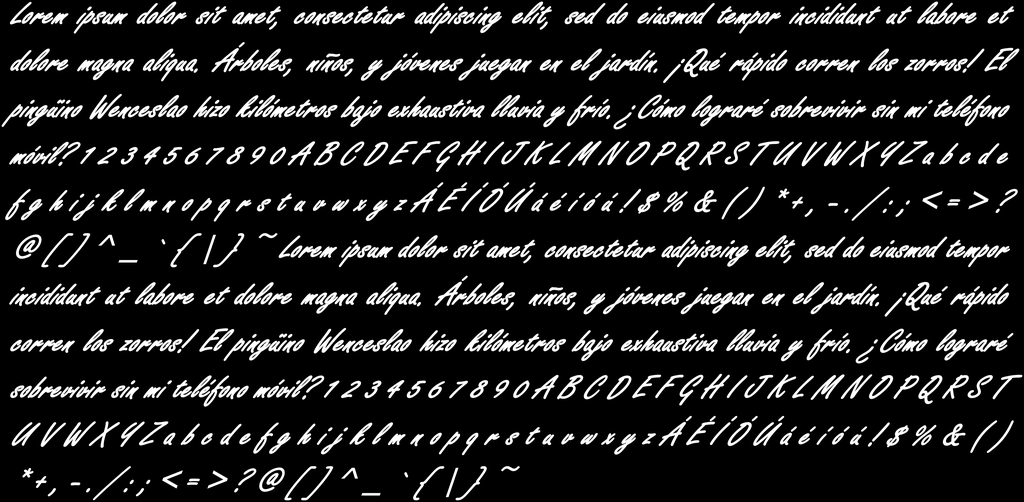 Lorem ipsum dolor sit amet, consectetur adipiscing elit, sed do eiusmod tempor incididunt ut labore et
dolore magna aliqua. Árboles, niños, y jóvenes juegan en el jardín. ¡Qué rápido corren los zorros! El
pingüino Wenceslao hizo kilómetros bajo exhaustiva lluvia y frío. ¿Cómo lograré sobrevivir sin mi teléfono
móvil? 1 2 3 4 5 6 7 8 9 0 A B C D E F G H I J K L M N O P Q R S T U V W X Y Z a b c d e
f g h i j k l m n o p q r s t u v w x y z Á É Í Ó Ú á é í ó ú ! $ % & ( ) * + , - . / : ; < = > ?
@ [ ] ^ _ ` { | } ~ Lorem ipsum dolor sit amet, consectetur adipiscing elit, sed do eiusmod tempor
incididunt ut labore et dolore magna aliqua. Árboles, niños, y jóvenes juegan en el jardín. ¡Qué rápido
corren los zorros! El pingüino Wenceslao hizo kilómetros bajo exhaustiva lluvia y frío. ¿Cómo lograré
sobrevivir sin mi teléfono móvil? 1 2 3 4 5 6 7 8 9 0 A B C D E F G H I J K L M N O P Q R S T
U V W X Y Z a b c d e f g h i j k l m n o p q r s t u v w x y z Á É Í Ó Ú á é í ó ú ! $ % & ( )
* + , - . / : ; < = > ? @ [ ] ^ _ ` { | } ~